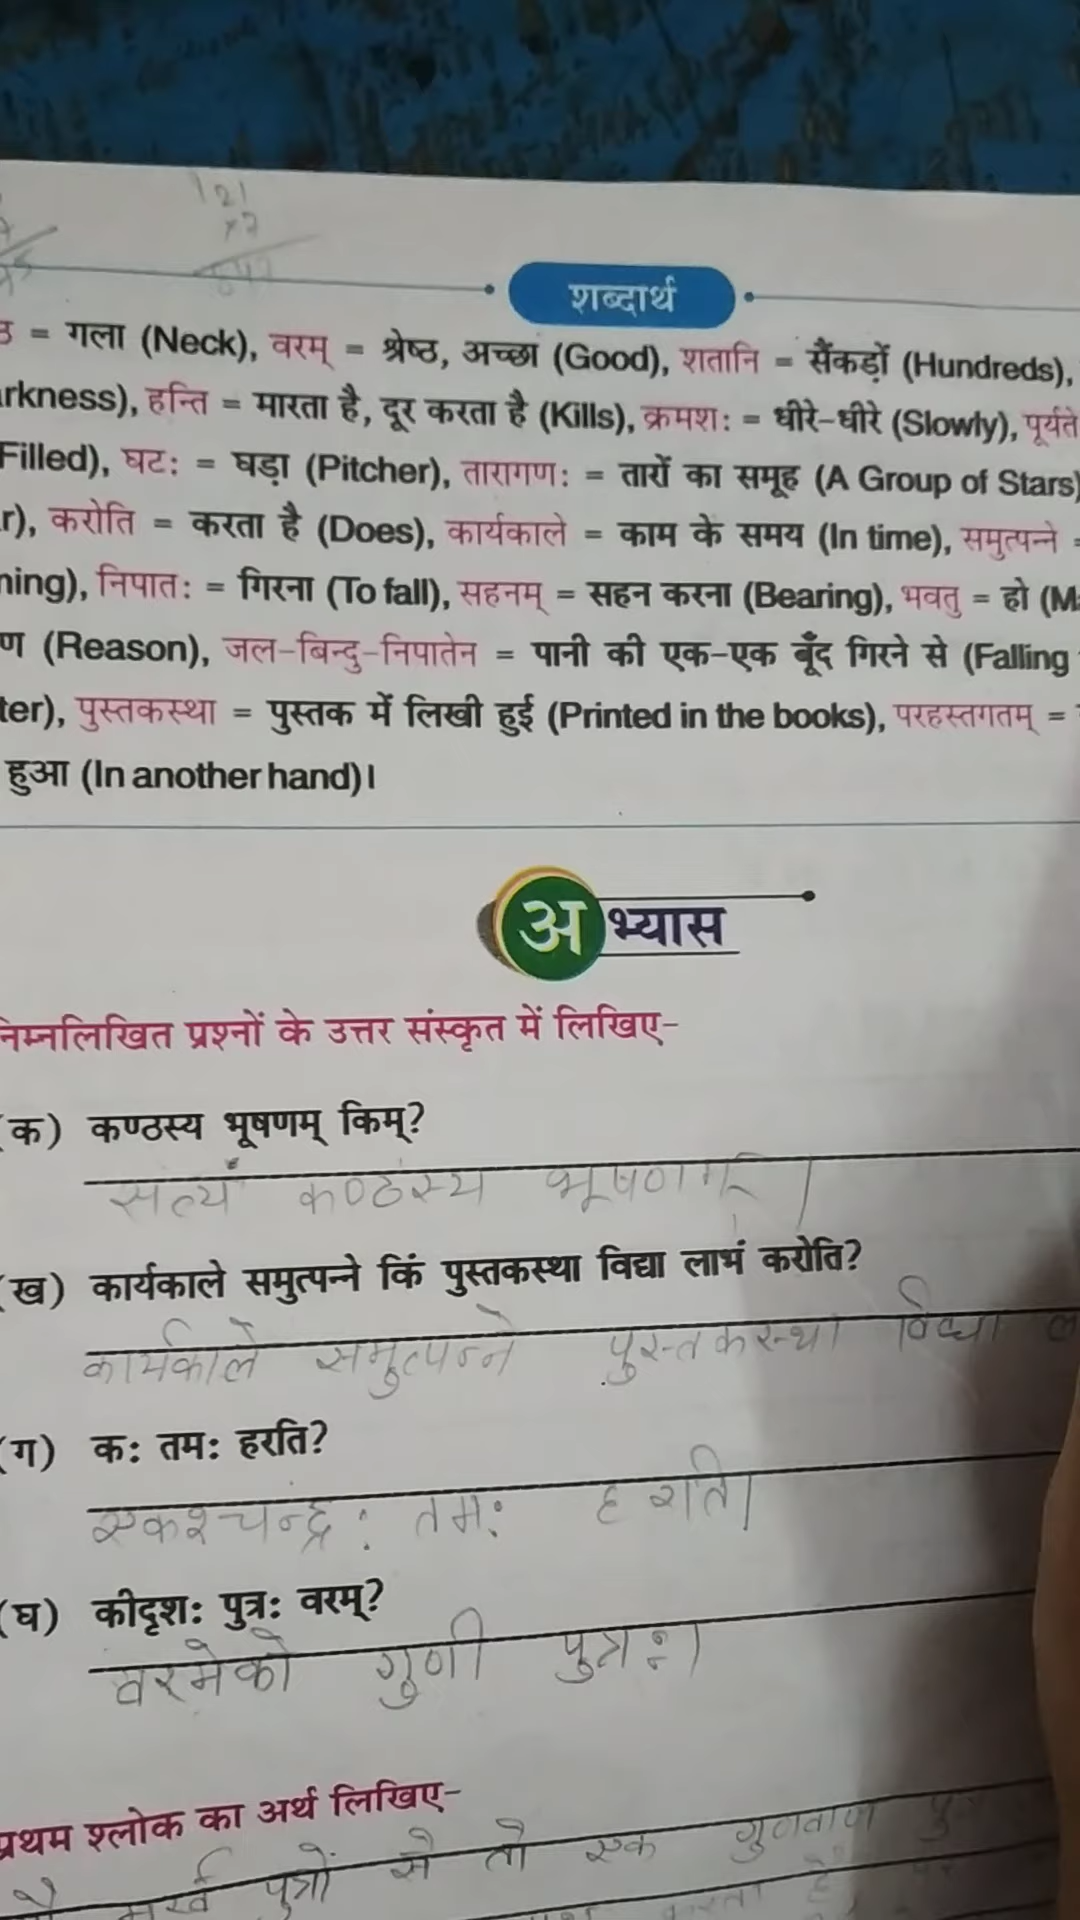 121
×7
शब्दार्थ
= गला (Neck), वरम् = श्रेष्ठ, अच्छा (Good), शतानि = सैंकड़ों (Hundreds),
rkness), हन्ति = मारता है, दूर करता है (Kills), क्रमशः = धीरे-धीरे (Slowly), पूर्यते
Filled), घटः = घड़ा (Pitcher), तारागणः = तारों का समूह (A Group of Stars)
r), करोति = करता है (Does), कार्यकाले = काम के समय (In time), समुत्पन्ने =
ning), निपातः = गिरना (To fall), सहनम् = सहन करना (Bearing), भवतु = हो (M
ण (Reason), जल-बिन्दु-निपातेन = पानी की एक-एक बूँद गिरने से (Falling
ter), पुस्तकस्था = पुस्तक में लिखी हुई (Printed in the books), परहस्तगतम् =
हुआ (In another hand)।
अभ्यास
निम्नलिखित प्रश्नों के उत्तर संस्कृत में लिखिए-
(क) कण्ठस्य भूषणम् किम्?
सत्यं कण्ठस्य भूषणम् |
(ख) कार्यकाले समुत्पन्ने किं पुस्तकस्था विद्या लाभं करोति?
कार्यकाले समुत्पन्ने पुस्तकस्था विद्या ल
(ग) कः तमः हरति?
एकश्चन्द्रः तमः हरति|
(घ) कीदृशः पुत्रः वरम्?
वरमेको गुणी पुत्रः|
प्रथम श्लोक का अर्थ लिखिए-
मूर्ख पुत्रों से तो एक गुणवान पु
करता है